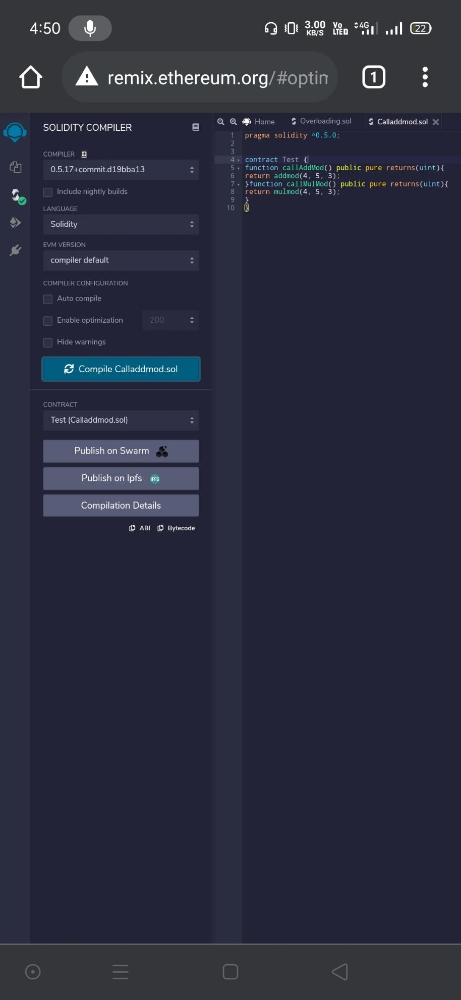 4:50
3.00
KB/S
Vo
LTE
4G
22
remix.ethereum.org/#optim
1
SOLIDITY COMPILER
COMPILER
0.5.17+commit.d19bba13
Include nightly builds
LANGUAGE
Solidity
EVM VERSION
compiler default
COMPILER CONFIGURATION
Auto compile
Enable optimization
200
Hide warnings
Compile Calladdmod.sol
CONTRACT
Test (Calladdmod.sol)
Publish on Swarm
Publish on Ipfs
IPFS
Compilation Details
ABI
Bytecode
Home
Overloading.sol
Calladdmod.sol
1 pragma solidity ^0.5.0;
2
3
4 contract Test {
5 function callAddMod() public pure returns(uint){
6 return addmod(4, 5, 3);
7 }function callMulMod() public pure returns(uint){
8 return mulmod(4, 5, 3);
9 }
10 }